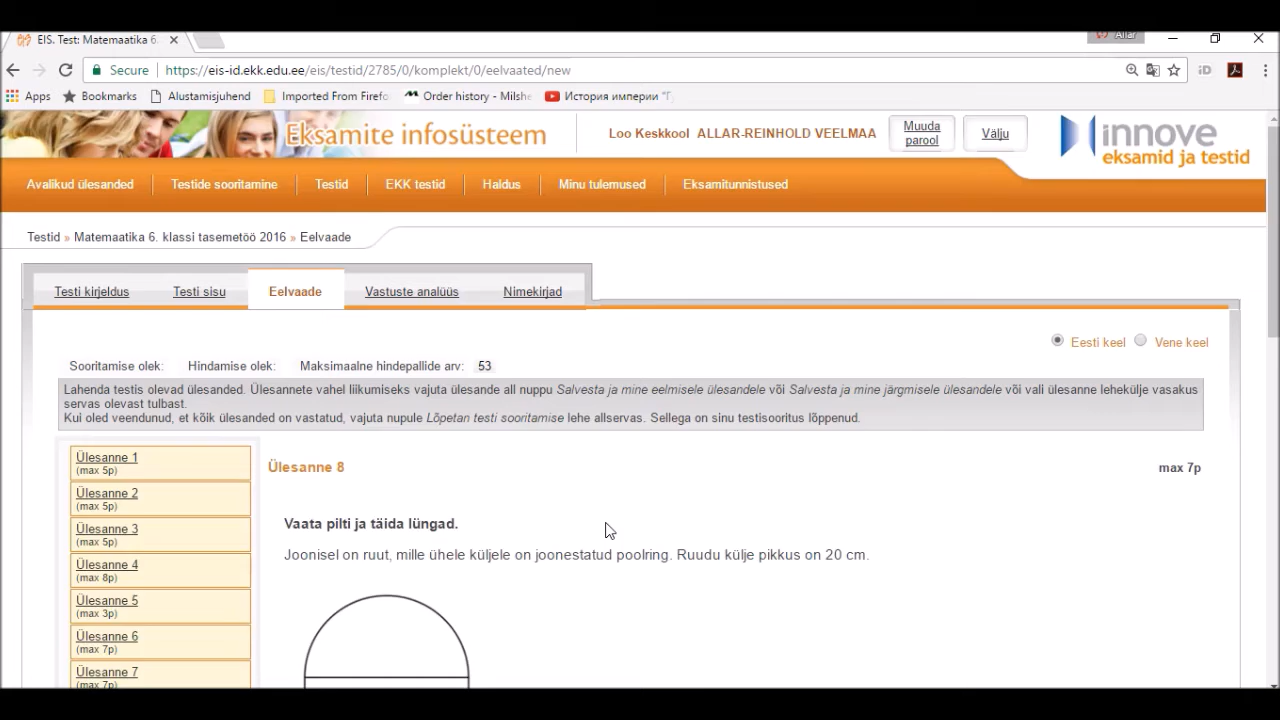 EIS. Test: Matemaatika 6.
Allar
Secure https://eis-id.ekk.edu.ee/eis/testid/2785/0/komplekt/0/eelvaated/new
Apps Bookmarks Alustamisjuhend Imported From Firefo Order history - Milshe История империи "Г
Eksamite infosüsteem
Loo Keskkool ALLAR-REINHOLD VEELMAA
Muuda parool
Välju
innove
eksamid ja testid
Avalikud ülesanded Testide sooritamine Testid EKK testid Haldus Minu tulemused Eksamitunnistused
Testid » Matemaatika 6. klassi tasemetöö 2016 » Eelvaade
Testi kirjeldus Testi sisu Eelvaade Vastuste analüüs Nimekirjad
Eesti keel Vene keel
Sooritamise olek: Hindamise olek: Maksimaalne hindepallide arv: 53
Lahenda testis olevad ülesanded. Ülesannete vahel liikumiseks vajuta ülesande all nuppu Salvesta ja mine eelmisele ülesandele või Salvesta ja mine järgmisele ülesandele või vali ülesanne lehekülje vasakus
servas olevast tulbast.
Kui oled veendunud, et kõik ülesanded on vastatud, vajuta nupule Lõpetan testi sooritamise lehe allservas. Sellega on sinu testisooritus lõppenud.
Ülesanne 1
(max 5p)
Ülesanne 2
(max 5p)
Ülesanne 3
(max 5p)
Ülesanne 4
(max 8p)
Ülesanne 5
(max 3p)
Ülesanne 6
(max 7p)
Ülesanne 7
(max 7p)
Ülesanne 8 max 7p
Vaata pilti ja täida lüngad.
Joonisel on ruut, mille ühele küljele on joonestatud poolring. Ruudu külje pikkus on 20 cm.